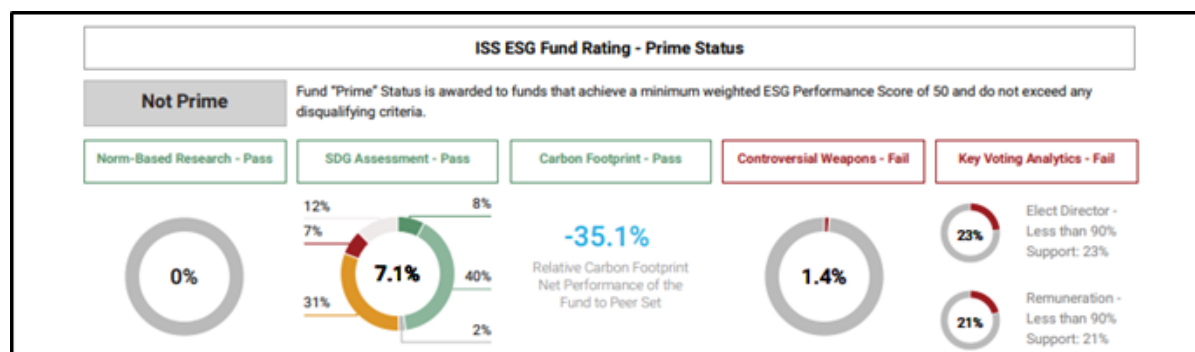 ISS ESG Fund Rating - Prime Status
Not Prime
Fund "Prime" Status is awarded to funds that achieve a minimum weighted ESG Performance Score of 50 and do not exceed any
disqualifying criteria.
Norm-Based Research - Pass
SDG Assessment - Pass
Carbon Footprint - Pass
Controversial Weapons - Fail
Key Voting Analytics - Fail
0%
12%
8%
7%
7.1%
40%
31%
2%
-35.1%
Relative Carbon Footprint
Net Performance of the
Fund to Peer Set
1.4%
23%
Elect Director -
Less than 90%
Support: 23%
21%
Remuneration -
Less than 90%
Support: 21%